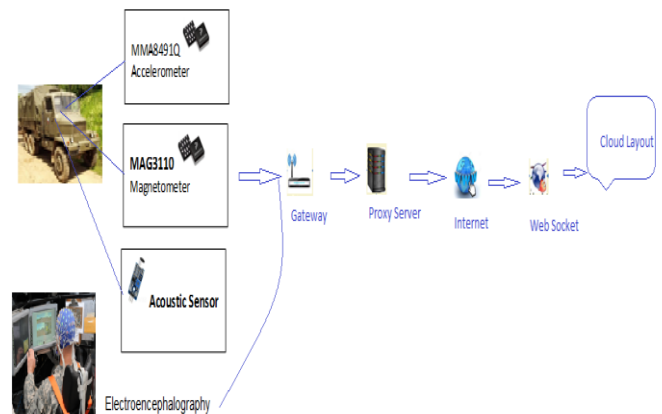 MMA8491Q
Accelerometer
MAG3110
Magnetometer
Acoustic Sensor
Electroencephalography
Gateway
Proxy Server
Internet
Web Socket
Cloud Layout